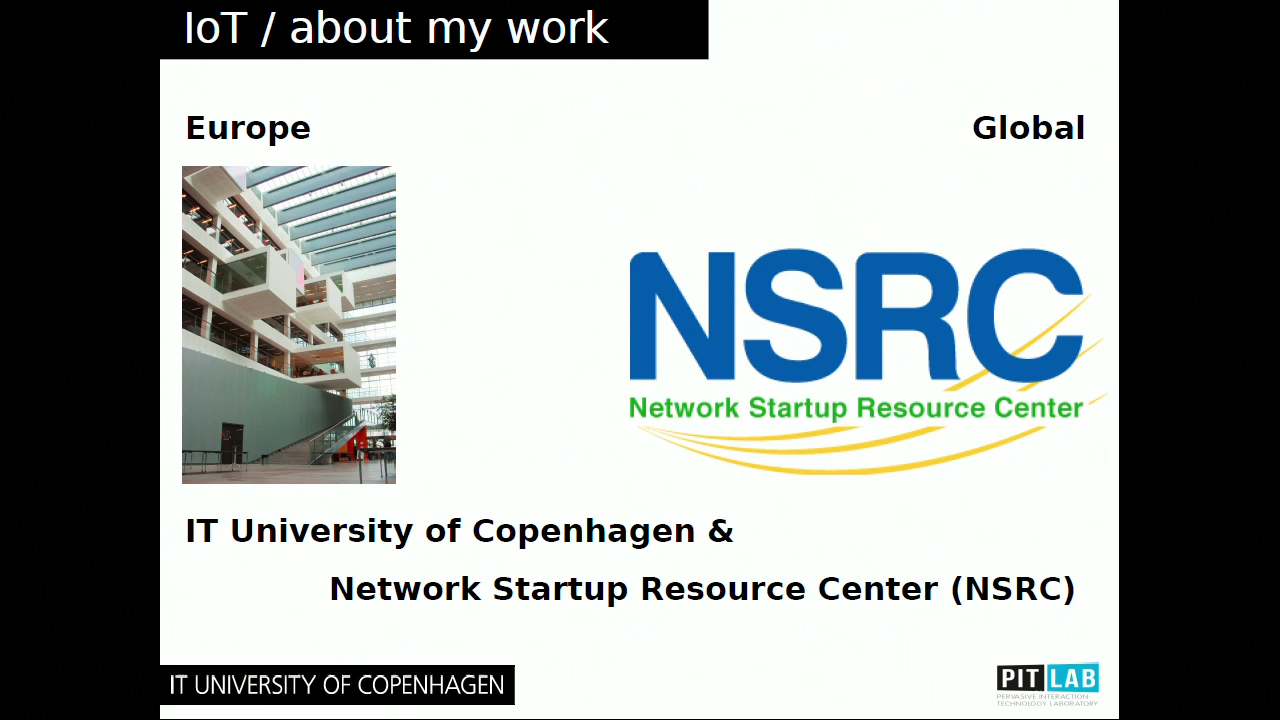 IoT / about my work
Europe
Global
NSRC
Network Startup Resource Center
IT University of Copenhagen &
Network Startup Resource Center (NSRC)
IT UNIVERSITY OF COPENHAGEN
PIT LAB
PERVASIVE INTERACTION
TECHNOLOGY LABORATORY